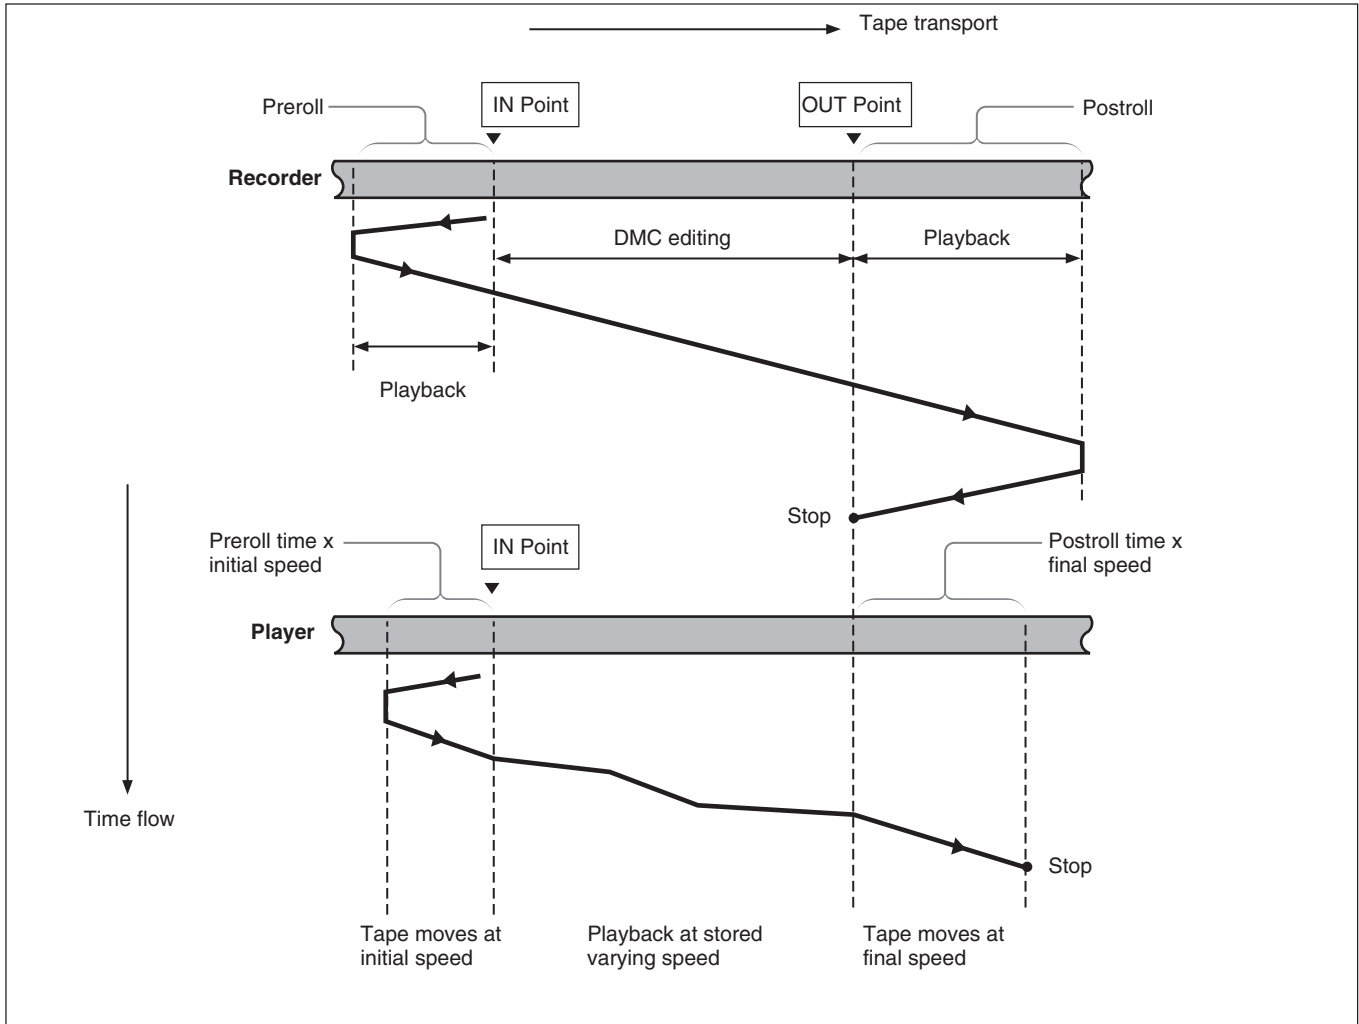 Tape transport
Preroll
IN Point
OUT Point
Postroll
Recorder
DMC editing
Playback
Playback
Stop
Preroll time x
initial speed
IN Point
Postroll time x
final speed
Player
Time flow
Stop
Tape moves at
initial speed
Playback at stored
varying speed
Tape moves at
final speed